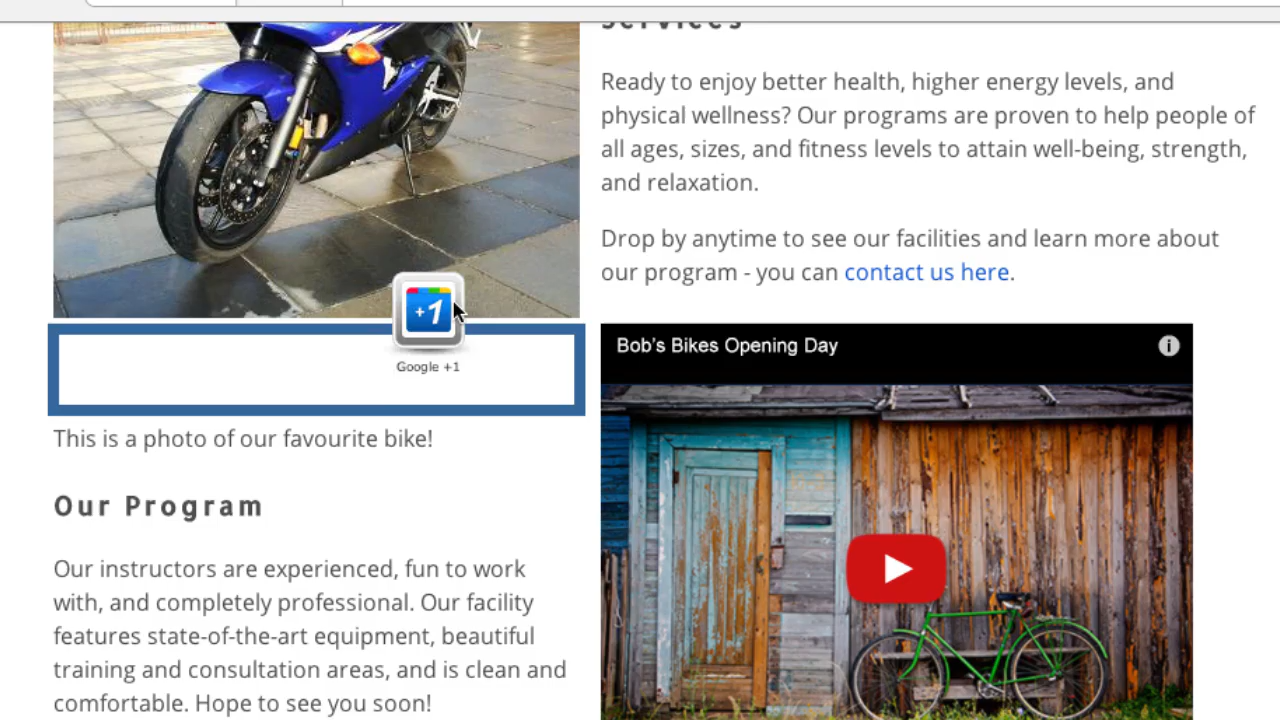 Services
Ready to enjoy better health, higher energy levels, and
physical wellness? Our programs are proven to help people of
all ages, sizes, and fitness levels to attain well-being, strength,
and relaxation.
Drop by anytime to see our facilities and learn more about
our program - you can contact us here.
+1
Google +1
This is a photo of our favourite bike!
Our Program
Our instructors are experienced, fun to work
with, and completely professional. Our facility
features state-of-the-art equipment, beautiful
training and consultation areas, and is clean and
comfortable. Hope to see you soon!
Bob's Bikes Opening Day
i